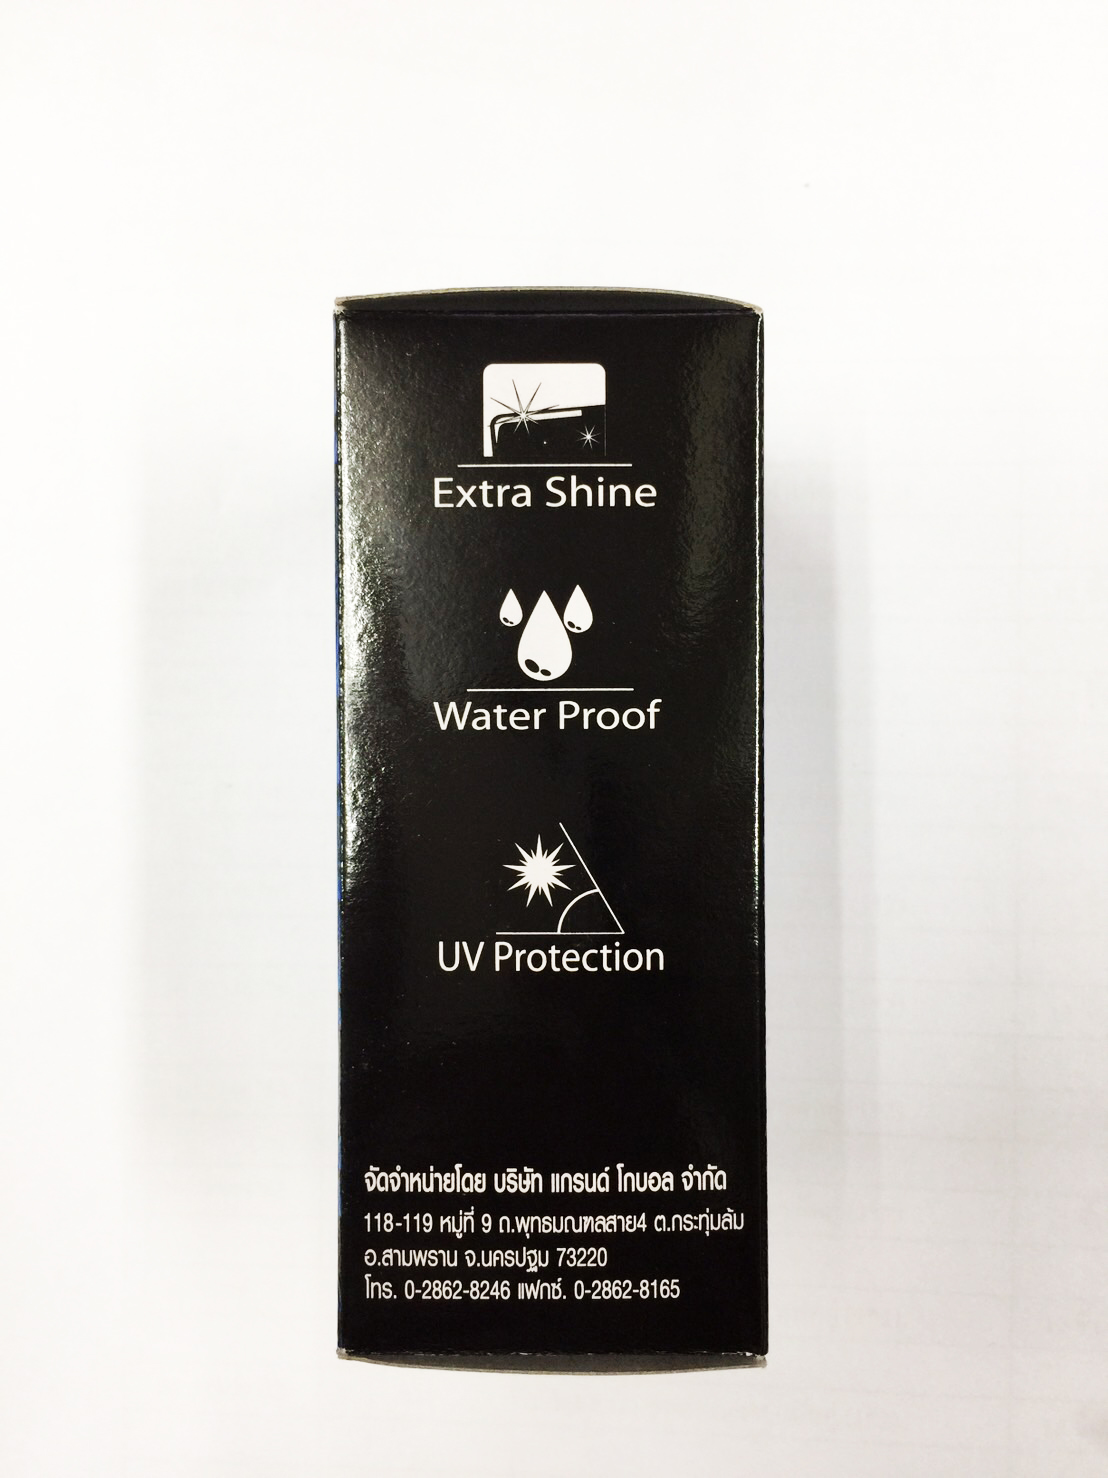 Extra Shine
Water Proof
UV Protection
จัดจำหน่ายโดย บริษัท แกรนด์ โกบอล จำกัด
118-119 หมู่ที่ 9 ถ.พุทธมณฑลสาย4 ต.กระทุ่มล้ม
อ.สามพราน จ.นครปฐม 73220
โทร. 0-2862-8246 แฟกซ์. 0-2862-8165